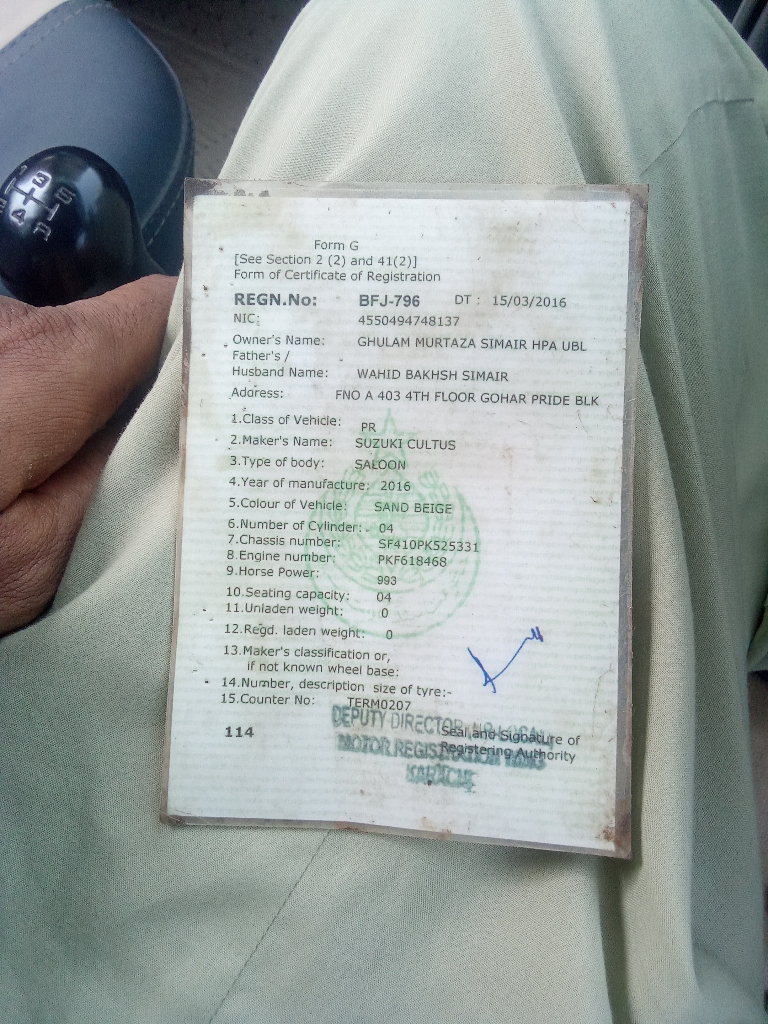 1 3 5
4 R
Form G
[See Section 2 (2) and 41(2)]
Form of Certificate of Registration
REGN.No: BFJ-796 DT : 15/03/2016
NIC: 4550494748137
Owner's Name: GHULAM MURTAZA SIMAIR HPA UBL
Father's /
Husband Name: WAHID BAKHSH SIMAIR
Address: FNO A 403 4TH FLOOR GOHAR PRIDE BLK
1.Class of Vehicle: PR
2.Maker's Name: SUZUKI CULTUS
3.Type of body: SALOON
4.Year of manufacture: 2016
5.Colour of Vehicle: SAND BEIGE
6.Number of Cylinder: 04
7.Chassis number: SF410PK525331
8.Engine number: PKF618468
9.Horse Power: 993
10.Seating capacity: 04
11.Unladen weight: 0
12.Regd. laden weight: 0
13.Maker's classification or,
if not known wheel base:
14.Number, description size of tyre:-
15.Counter No: TERM0207
114
Seal and Signature of
Registering Authority
DEPUTY DIRECTOR
MOTOR REGISTRATION WING
KARACHI